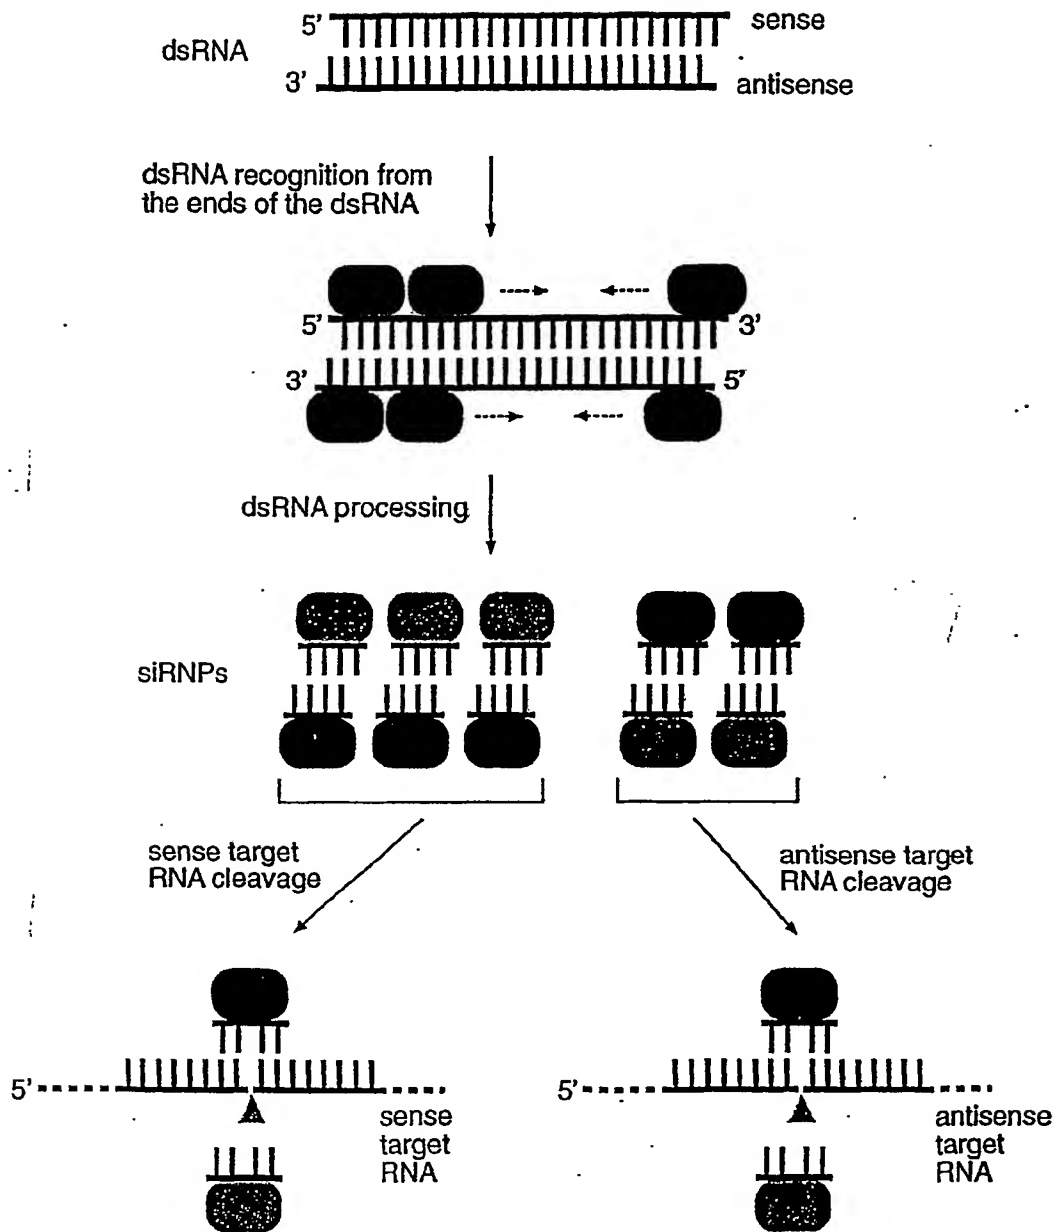 5' sense
dsRNA
3' antisense
dsRNA recognition from
the ends of the dsRNA
5' 3'
3' 5'
dsRNA processing
siRNPs
sense target
RNA cleavage
antisense target
RNA cleavage
5'
sense
target
RNA
5'
antisense
target
RNA